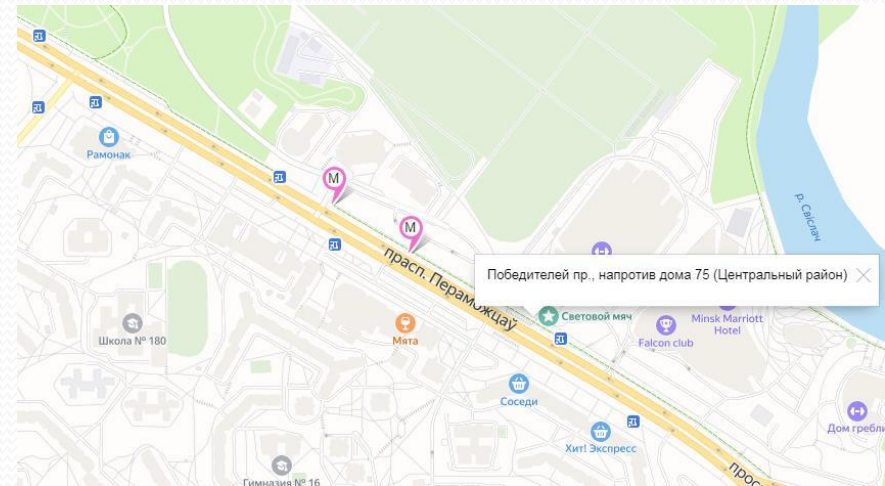 Рамонак
М
М
р. Свіслач
прасп. Пераможцаў
Победителей пр., напротив дома 75 (Центральный район)
Световой мяч
Minsk Marriott
Hotel
Falcon club
Школа № 180
Мята
Соседи
Дом гребли
Хит! Экспресс
Гимназия № 16